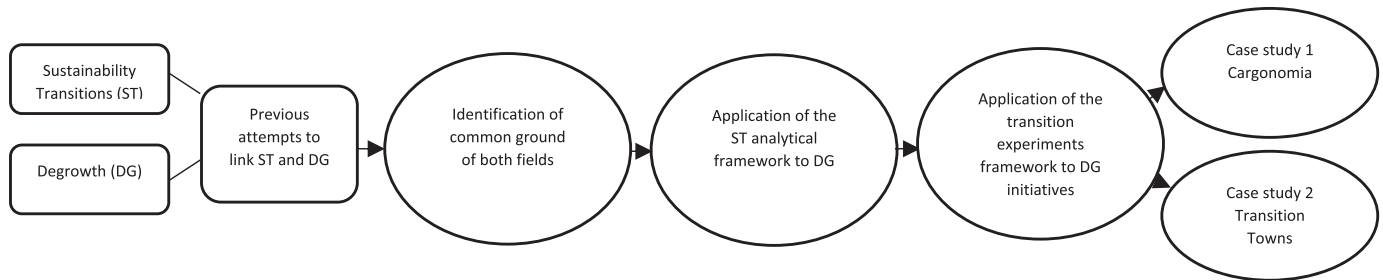 Sustainability
Transitions (ST)
Degrowth (DG)
Previous
attempts to
link ST and DG
Identification of
common ground
of both fields
Application of the
ST analytical
framework to DG
Application of the
transition
experiments
framework to DG
initiatives
Case study 1
Cargonomia
Case study 2
Transition
Towns